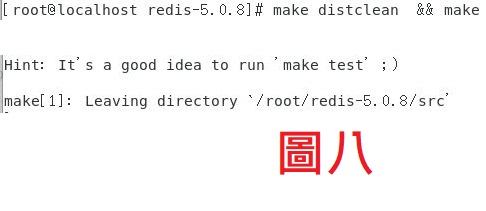 [root@localhost redis-5.0.8]# make distclean  && make
Hint: It's a good idea to run 'make test' ;)
make[1]: Leaving directory `/root/redis-5.0.8/src'
圖八